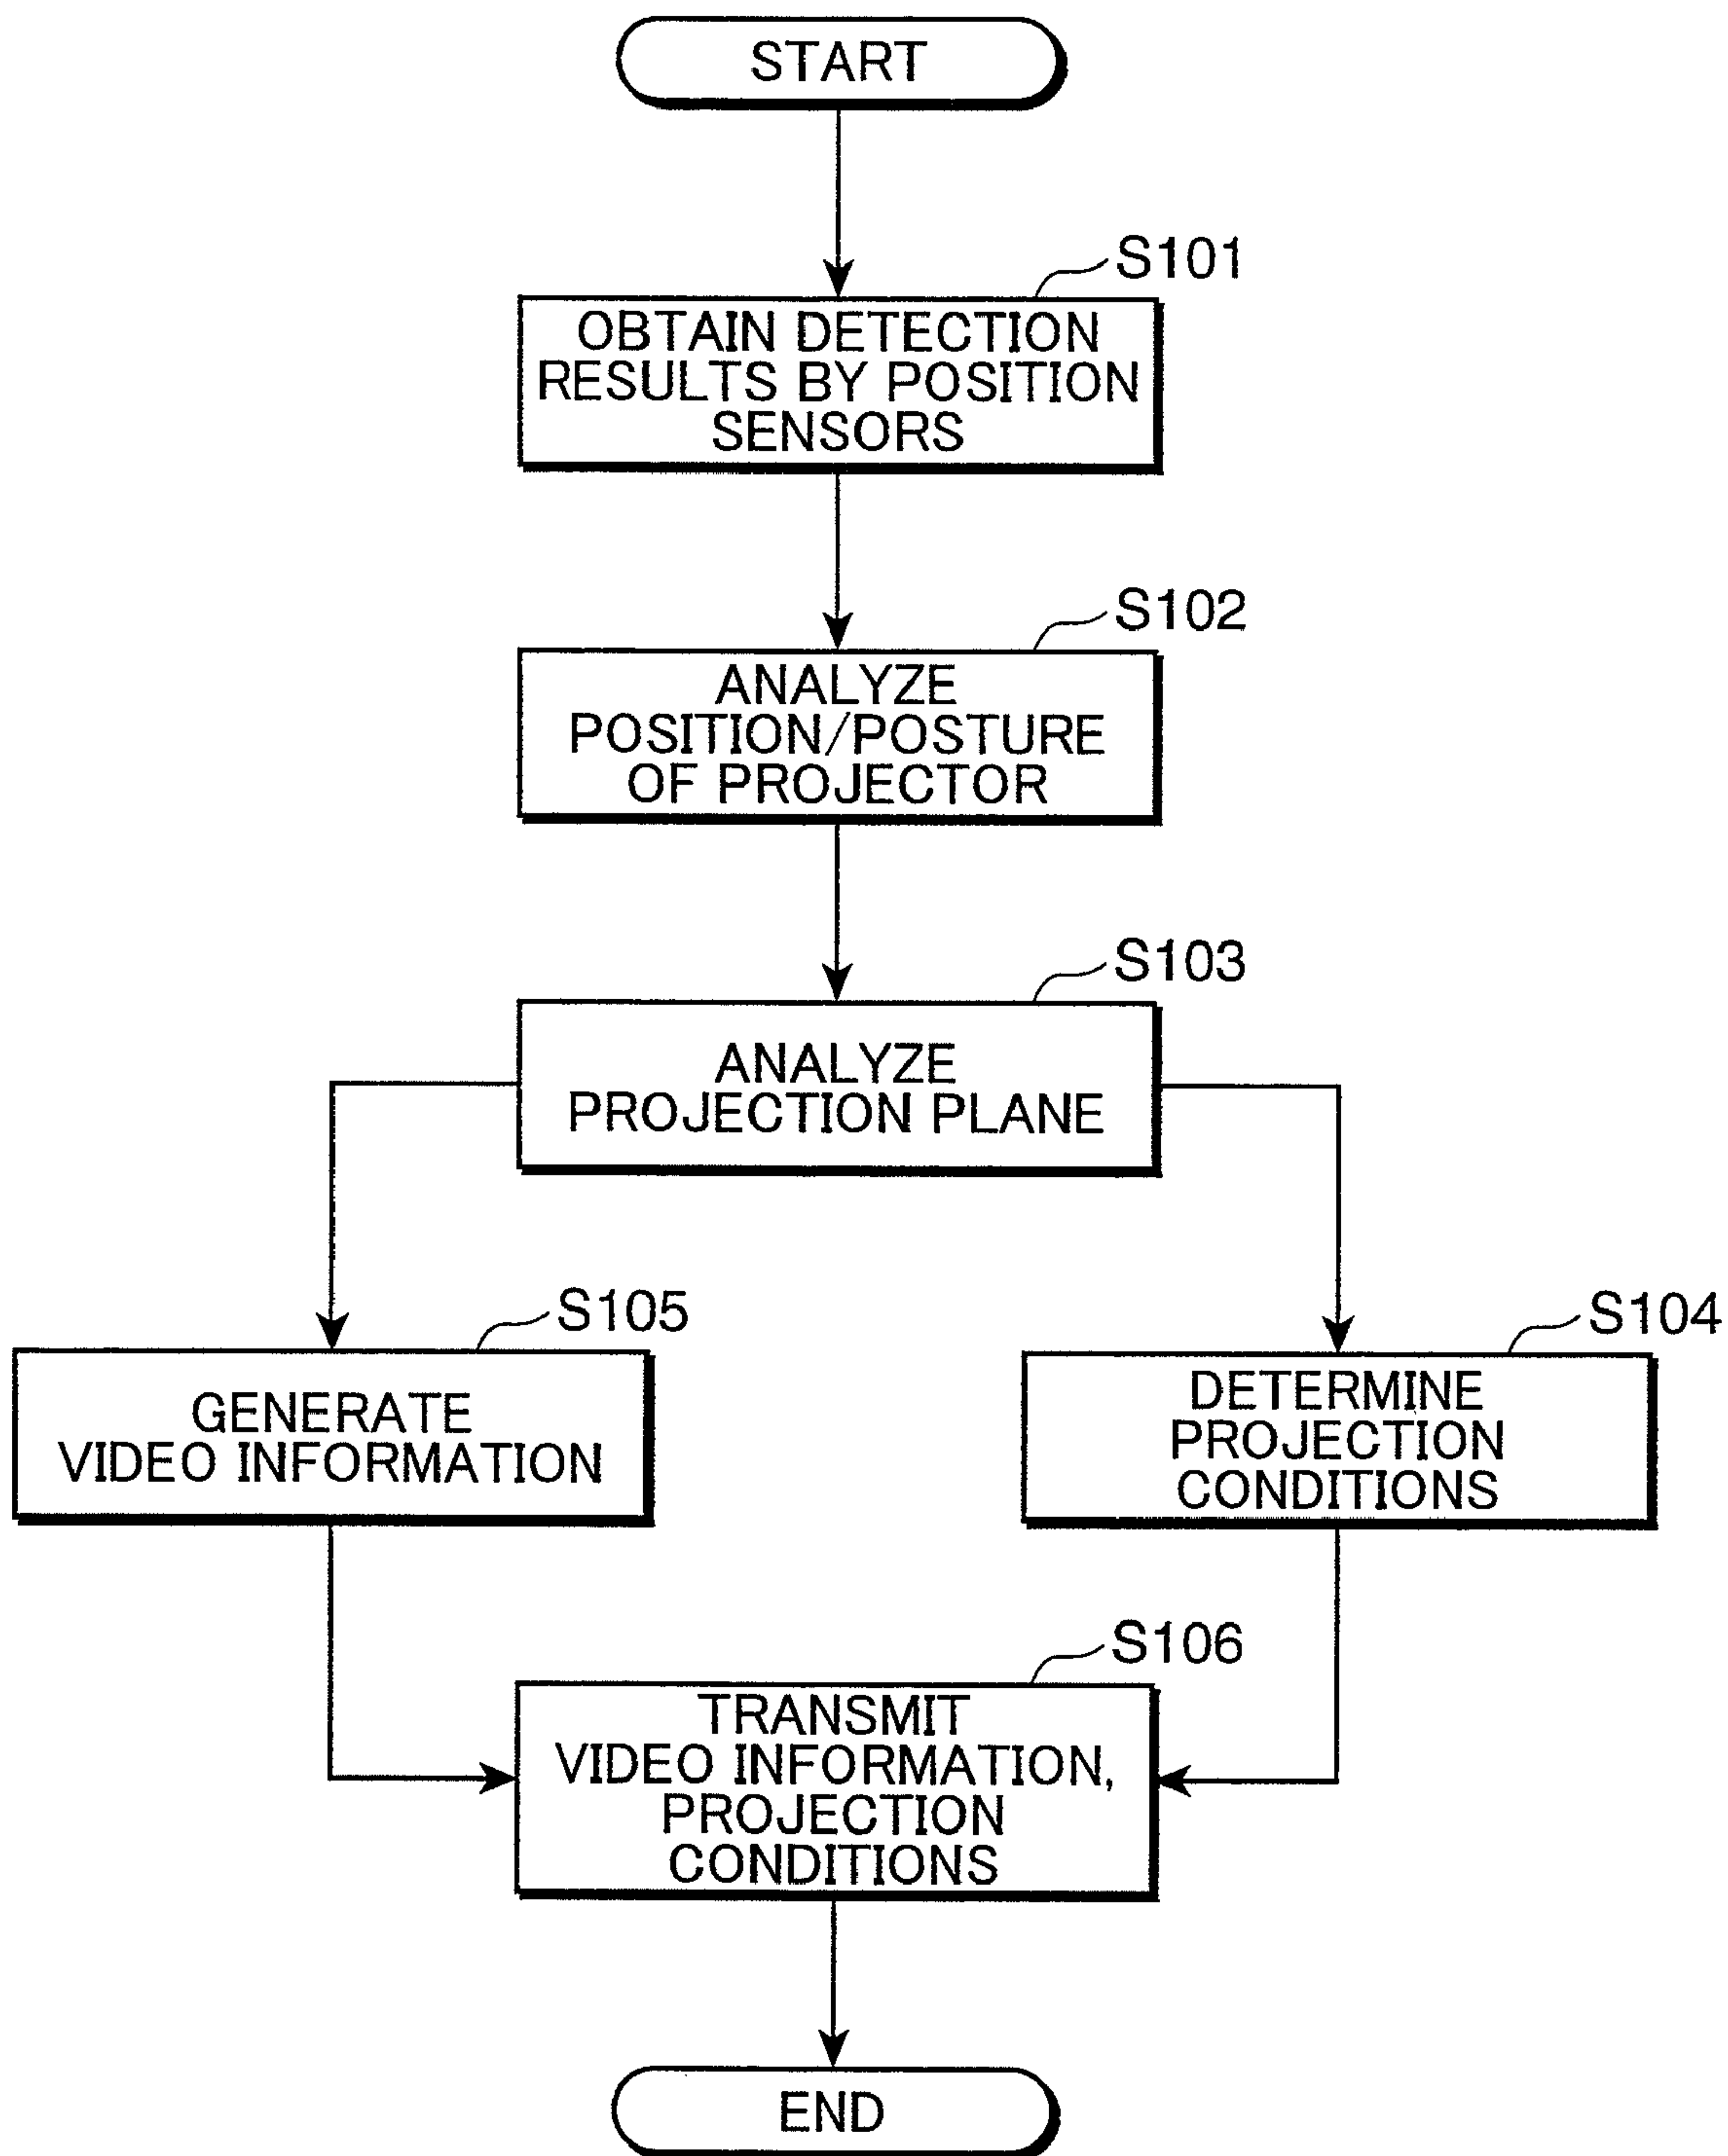 START
S101
OBTAIN DETECTION
RESULTS BY POSITION
SENSORS
S102
ANALYZE
POSITION/POSTURE
OF PROJECTOR
S103
ANALYZE
PROJECTION PLANE
S105
GENERATE
VIDEO INFORMATION
S104
DETERMINE
PROJECTION
CONDITIONS
S106
TRANSMIT
VIDEO INFORMATION,
PROJECTION
CONDITIONS
END